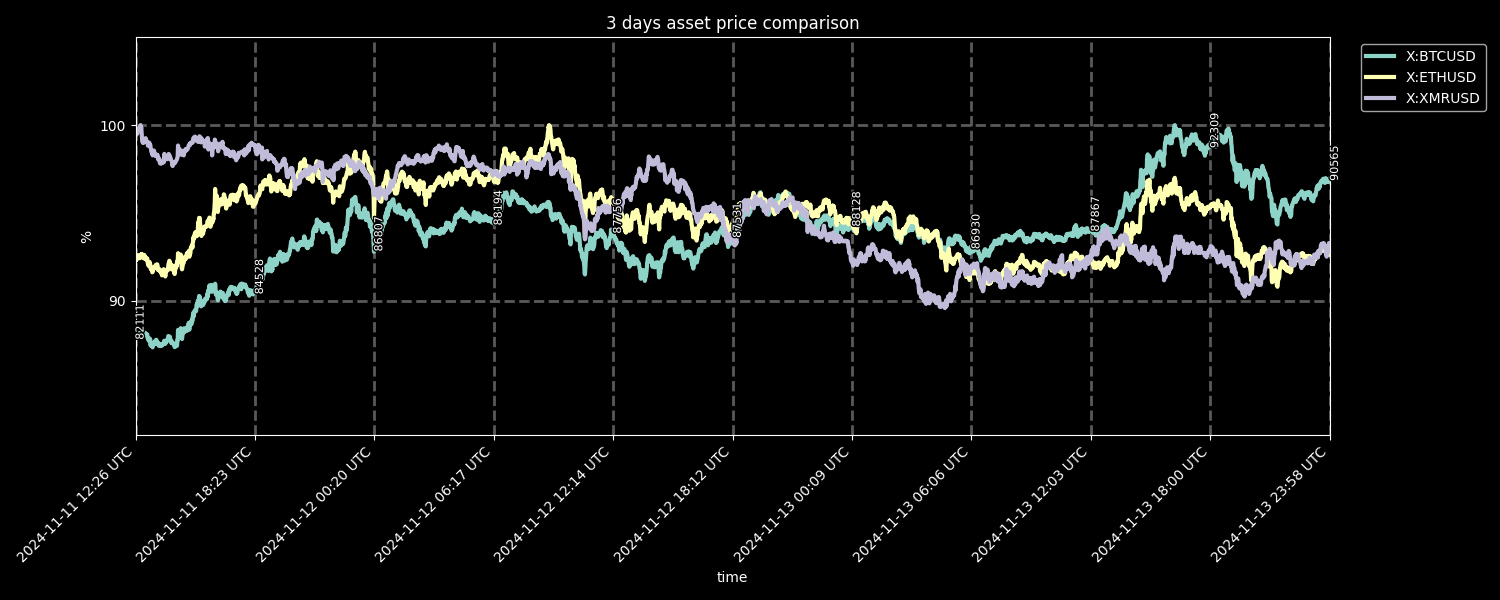 3 days asset price comparison
X:BTCUSD
X:ETHUSD
X:XMRUSD
100
90
%
82111
84528
86807
88194
87756
87531
88128
86930
87867
92309
90565
2024-11-11 12:26 UTC
2024-11-11 18:23 UTC
2024-11-12 00:20 UTC
2024-11-12 06:17 UTC
2024-11-12 12:14 UTC
2024-11-12 18:12 UTC
2024-11-13 00:09 UTC
2024-11-13 06:06 UTC
2024-11-13 12:03 UTC
2024-11-13 18:00 UTC
2024-11-13 23:58 UTC
time